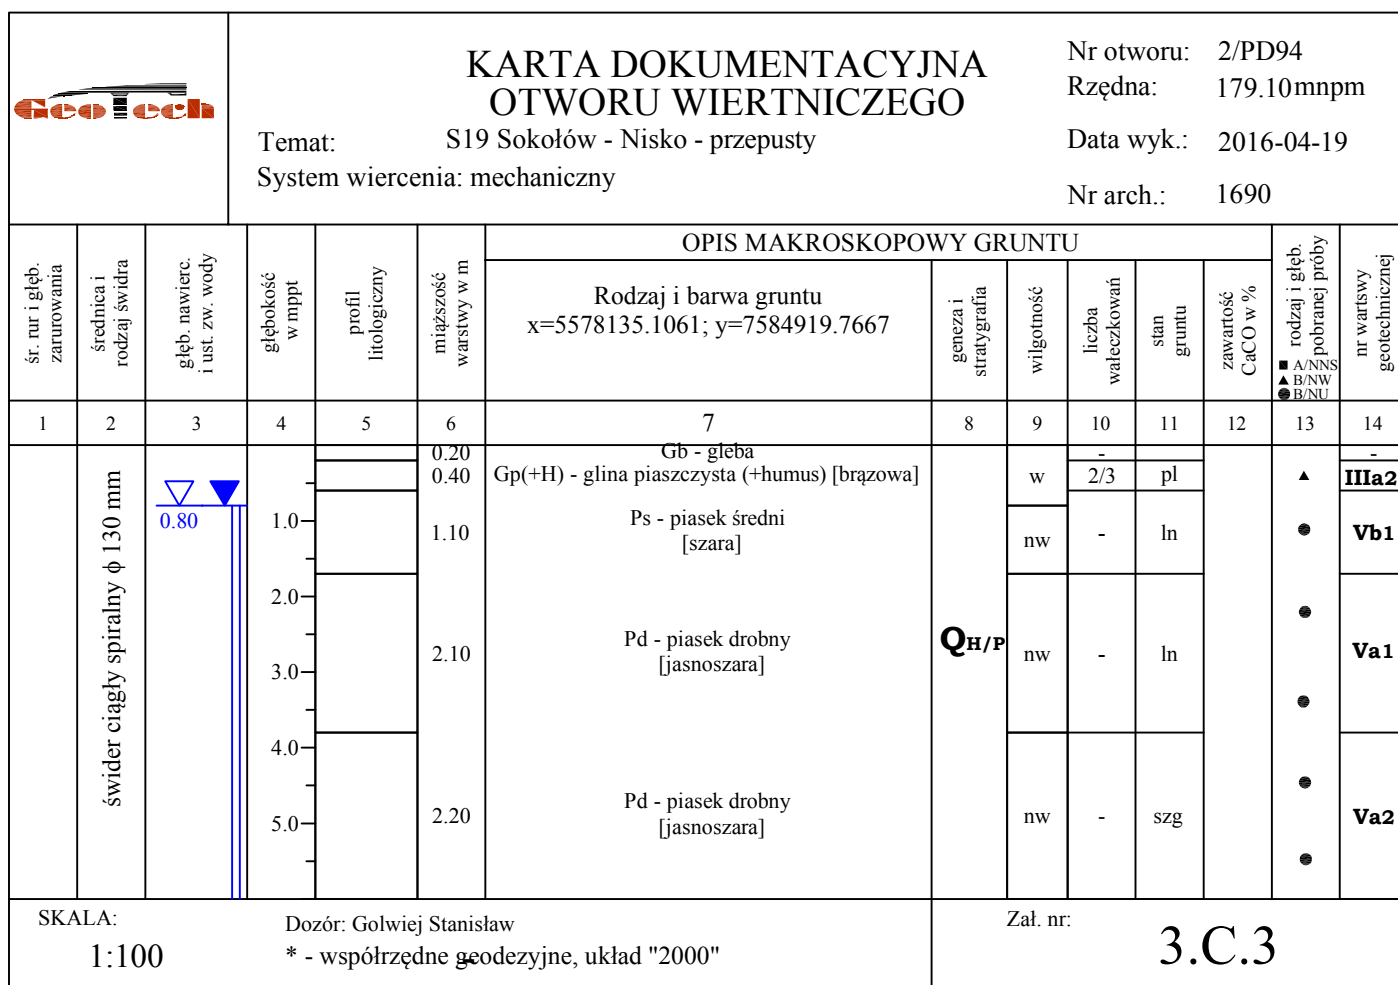 GeoTech
KARTA DOKUMENTACYJNA
OTWORU WIERTNICZEGO
Temat: S19 Sokołów - Nisko - przepusty
System wiercenia: mechaniczny
Nr otworu: 2/PD94
Rzędna: 179.10mnpm
Data wyk.: 2016-04-19
Nr arch.: 1690
śr. rur i głęb.
zarurowania
średnica i
rodzaj świdra
głęb. nawierc.
i ust. zw. wody
głębokość
w mppt
profil
litologiczny
miąższość
warstwy w m
OPIS MAKROSKOPOWY GRUNTU
Rodzaj i barwa gruntu
x=5578135.1061; y=7584919.7667
geneza i
stratygrafia
wilgotność
liczba
wałeczkowań
stan
gruntu
zawartość
CaCO w %
rodzaj i głęb.
pobranej próby
A/NNS
B/NW
B/NU
nr wartswy
geotechnicznej
1 2 3 4 5 6 7 8 9 10 11 12 13 14
0.20 Gb - gleba - -
0.40 Gp(+H) - glina piaszczysta (+humus) [brązowa] w 2/3 pl IIIa2
świder ciągły spiralny ϕ 130 mm
0.80
1.0
1.10 Ps - piasek średni
[szara]
nw - ln Vb1
2.0
2.10 Pd - piasek drobny
[jasnoszara]
QH/P
nw - ln Va1
3.0
4.0
2.20 Pd - piasek drobny
[jasnoszara]
nw - szg Va2
5.0
SKALA:
1:100
Dozór: Golwiej Stanisław
* - współrzędne geodezyjne, układ "2000"
-
Zał. nr:
3.C.3